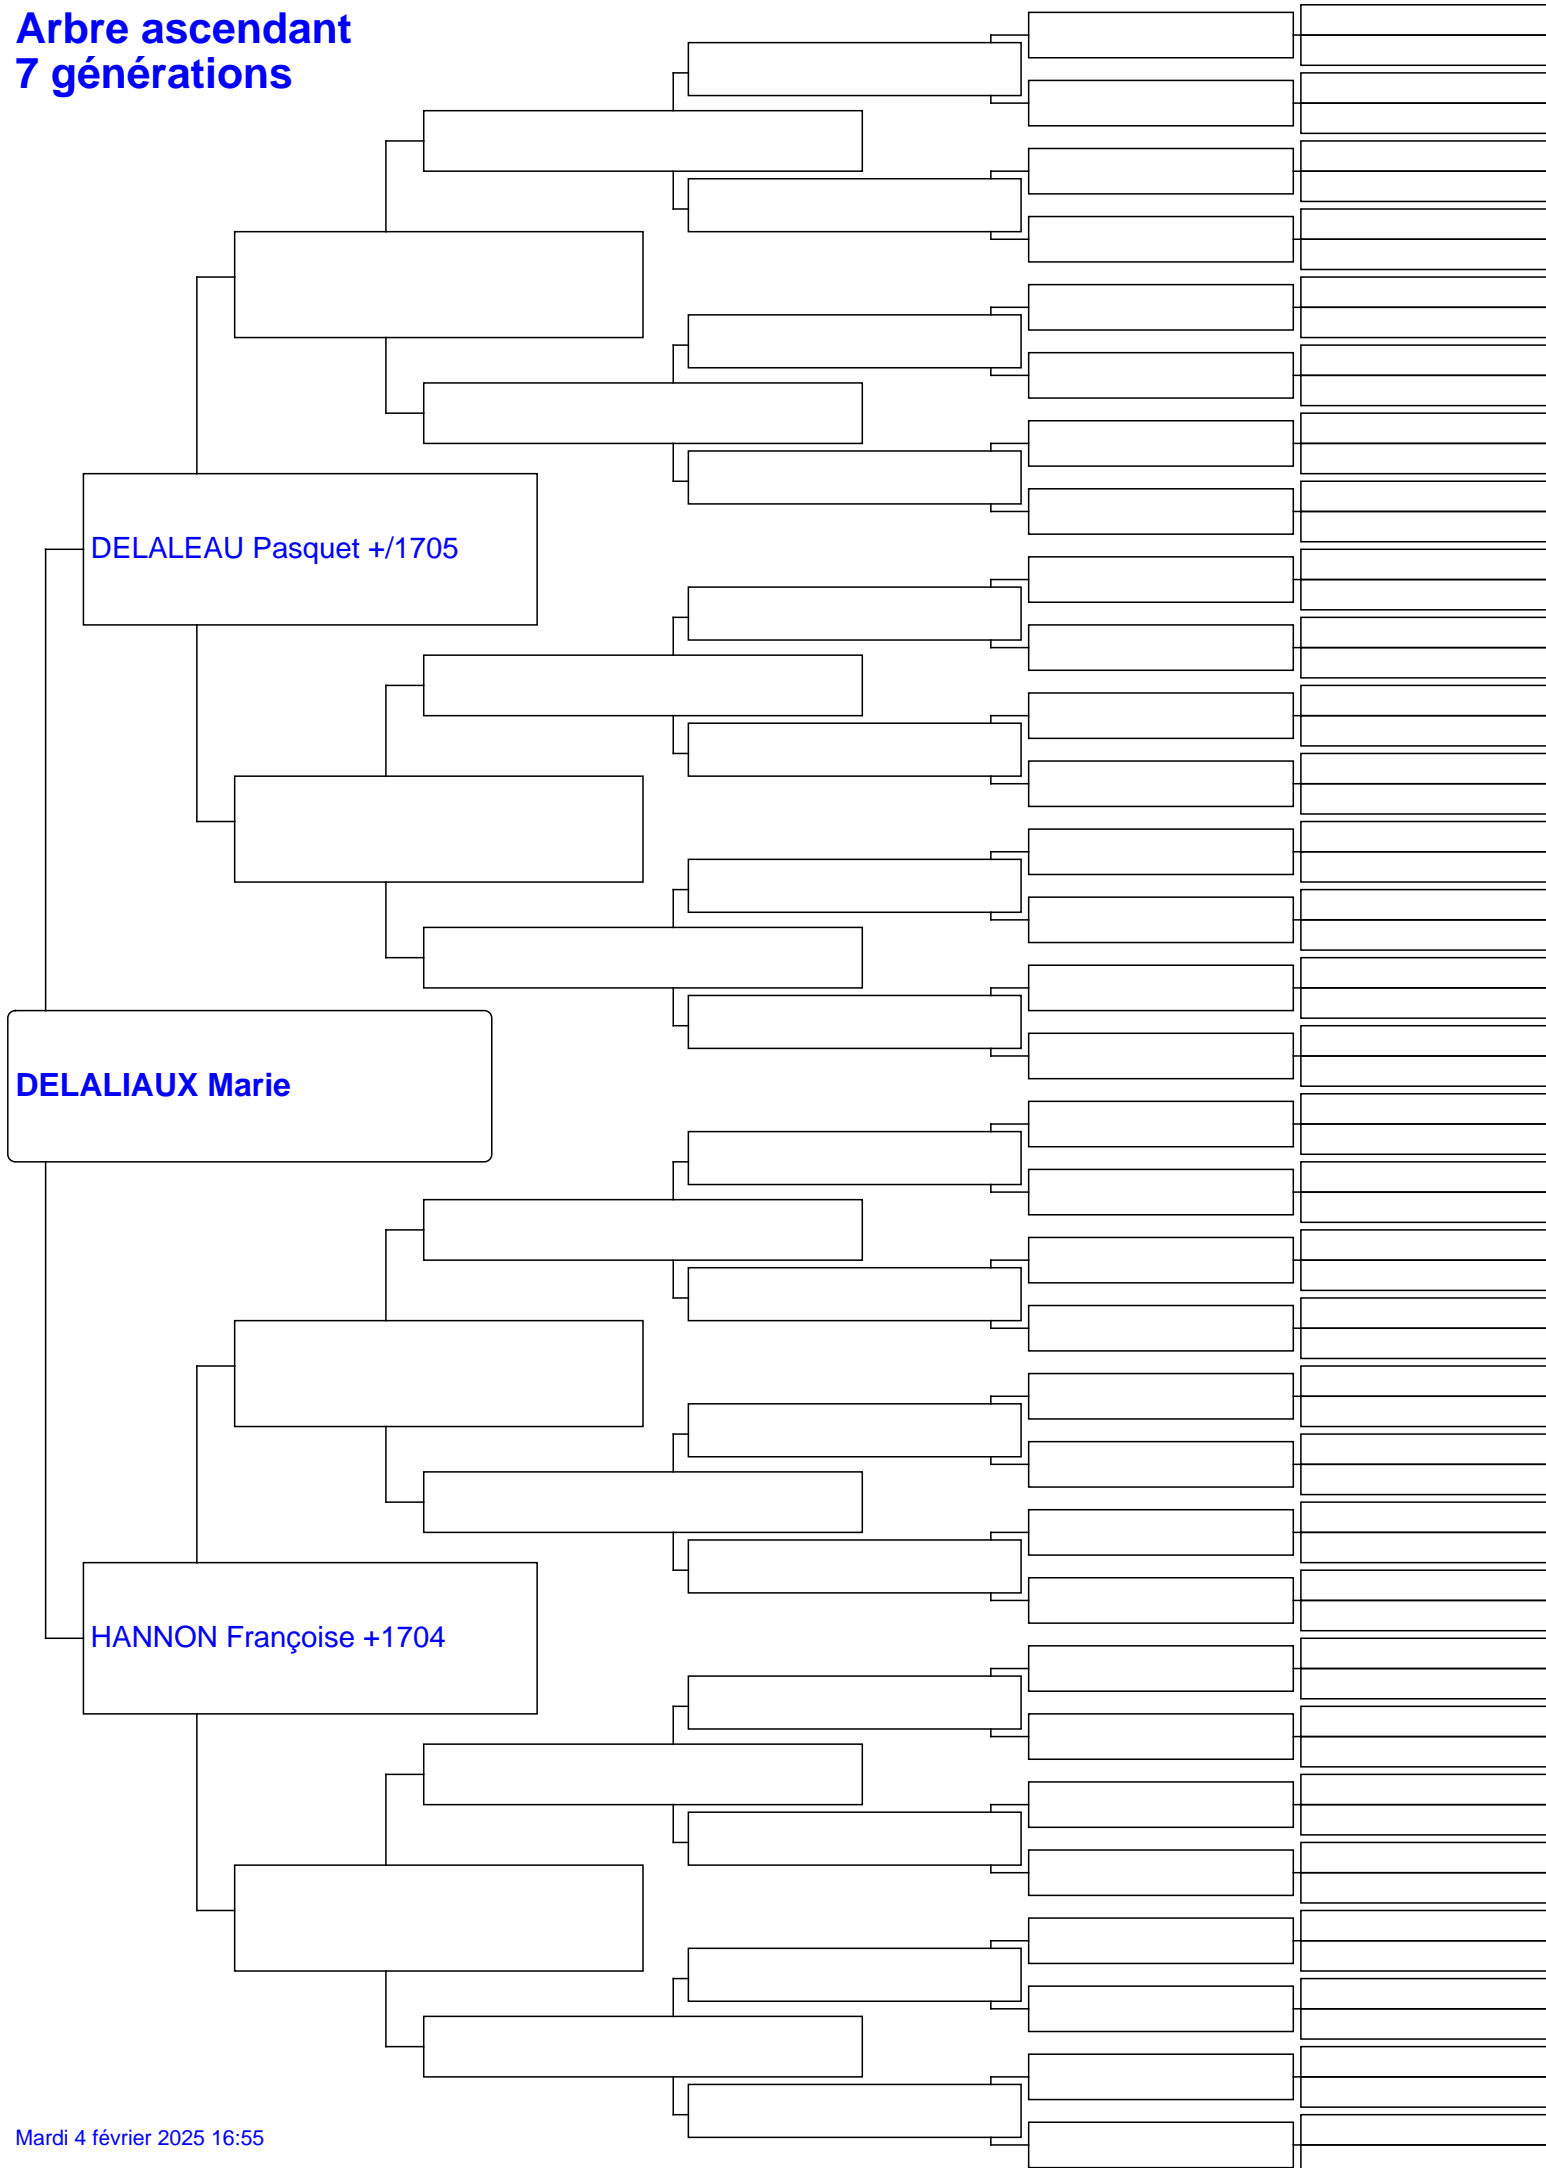 Arbre ascendant
7 générations
DELALEAU Pasquet +/1705
DELALIAUX Marie
HANNON Françoise +1704
Mardi 4 février 2025 16:55